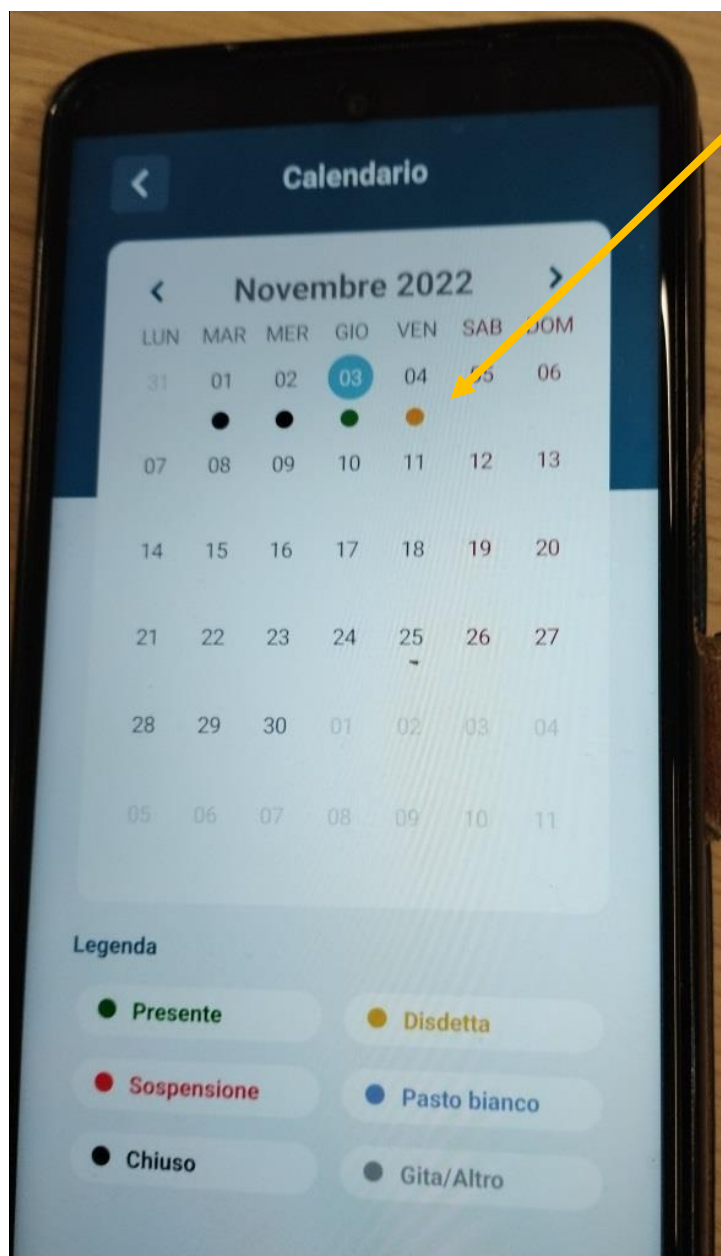 Calendario
Novembre 2022
LUN MAR MER GIO VEN SAB DOM
31 01 02 03 04 05 06
07 08 09 10 11 12 13
14 15 16 17 18 19 20
21 22 23 24 25 26 27
28 29 30 01 02 03 04
05 06 07 08 09 10 11
Legenda
Presente Disdetta
Sospensione Pasto bianco
Chiuso Gita/Altro